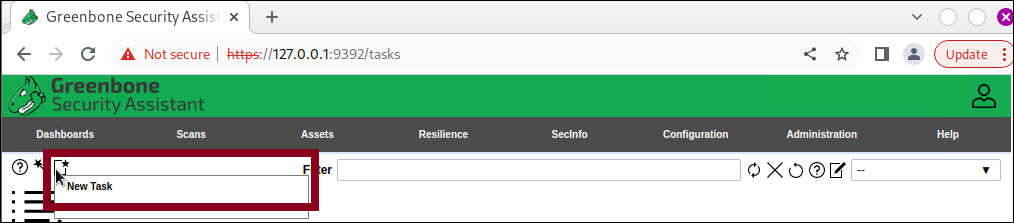 Greenbone Security Assist
Not secure https://127.0.0.1:9392/tasks Update
Greenbone
Security Assistant
Dashboards Scans Assets Resilience SecInfo Configuration Administration Help
Filter --
New Task